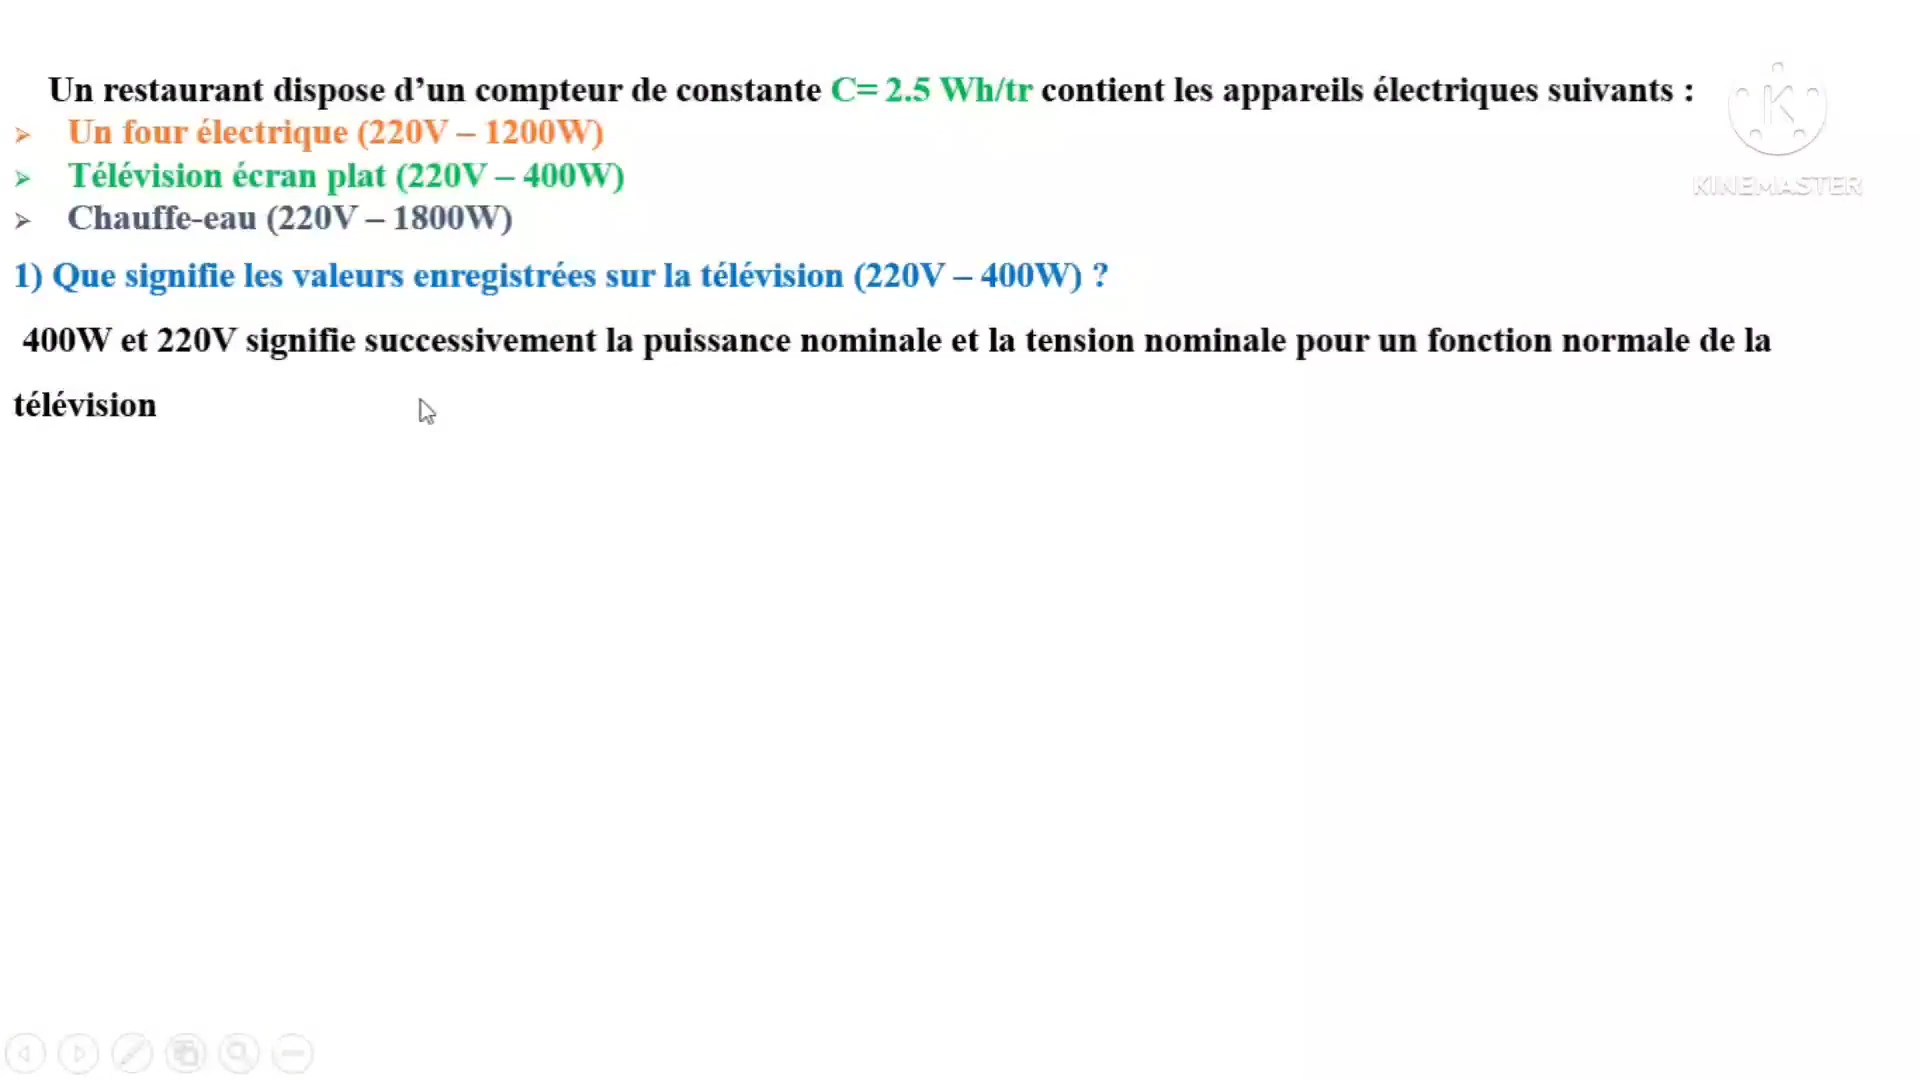 Un restaurant dispose d’un compteur de constante C= 2.5 Wh/tr contient les appareils électriques suivants :
➢ Un four électrique (220V – 1200W)
➢ Télévision écran plat (220V – 400W)
➢ Chauffe-eau (220V – 1800W)
1) Que signifie les valeurs enregistrées sur la télévision (220V – 400W) ?
400W et 220V signifie successivement la puissance nominale et la tension nominale pour un fonction normale de la
télévision
K
KINEMASTER